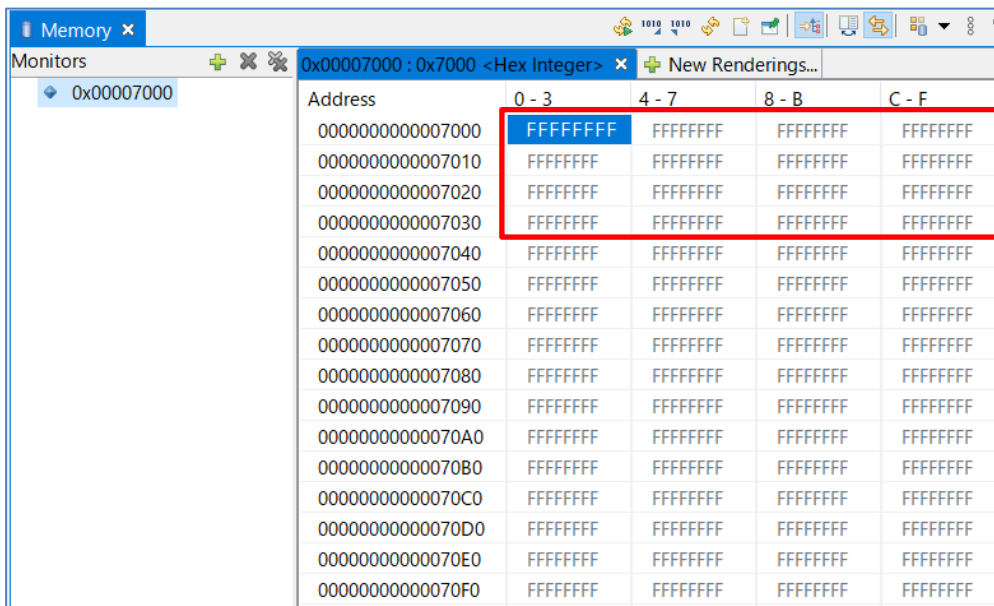 Memory
1010 1010
Monitors
0x00007000 : 0x7000 <Hex Integer> New Renderings...
0x00007000
Address 0 - 3 4 - 7 8 - B C - F
0000000000007000 FFFFFFFF FFFFFFFF FFFFFFFF FFFFFFFF
0000000000007010 FFFFFFFF FFFFFFFF FFFFFFFF FFFFFFFF
0000000000007020 FFFFFFFF FFFFFFFF FFFFFFFF FFFFFFFF
0000000000007030 FFFFFFFF FFFFFFFF FFFFFFFF FFFFFFFF
0000000000007040 FFFFFFFF FFFFFFFF FFFFFFFF FFFFFFFF
0000000000007050 FFFFFFFF FFFFFFFF FFFFFFFF FFFFFFFF
0000000000007060 FFFFFFFF FFFFFFFF FFFFFFFF FFFFFFFF
0000000000007070 FFFFFFFF FFFFFFFF FFFFFFFF FFFFFFFF
0000000000007080 FFFFFFFF FFFFFFFF FFFFFFFF FFFFFFFF
0000000000007090 FFFFFFFF FFFFFFFF FFFFFFFF FFFFFFFF
00000000000070A0 FFFFFFFF FFFFFFFF FFFFFFFF FFFFFFFF
00000000000070B0 FFFFFFFF FFFFFFFF FFFFFFFF FFFFFFFF
00000000000070C0 FFFFFFFF FFFFFFFF FFFFFFFF FFFFFFFF
00000000000070D0 FFFFFFFF FFFFFFFF FFFFFFFF FFFFFFFF
00000000000070E0 FFFFFFFF FFFFFFFF FFFFFFFF FFFFFFFF
00000000000070F0 FFFFFFFF FFFFFFFF FFFFFFFF FFFFFFFF